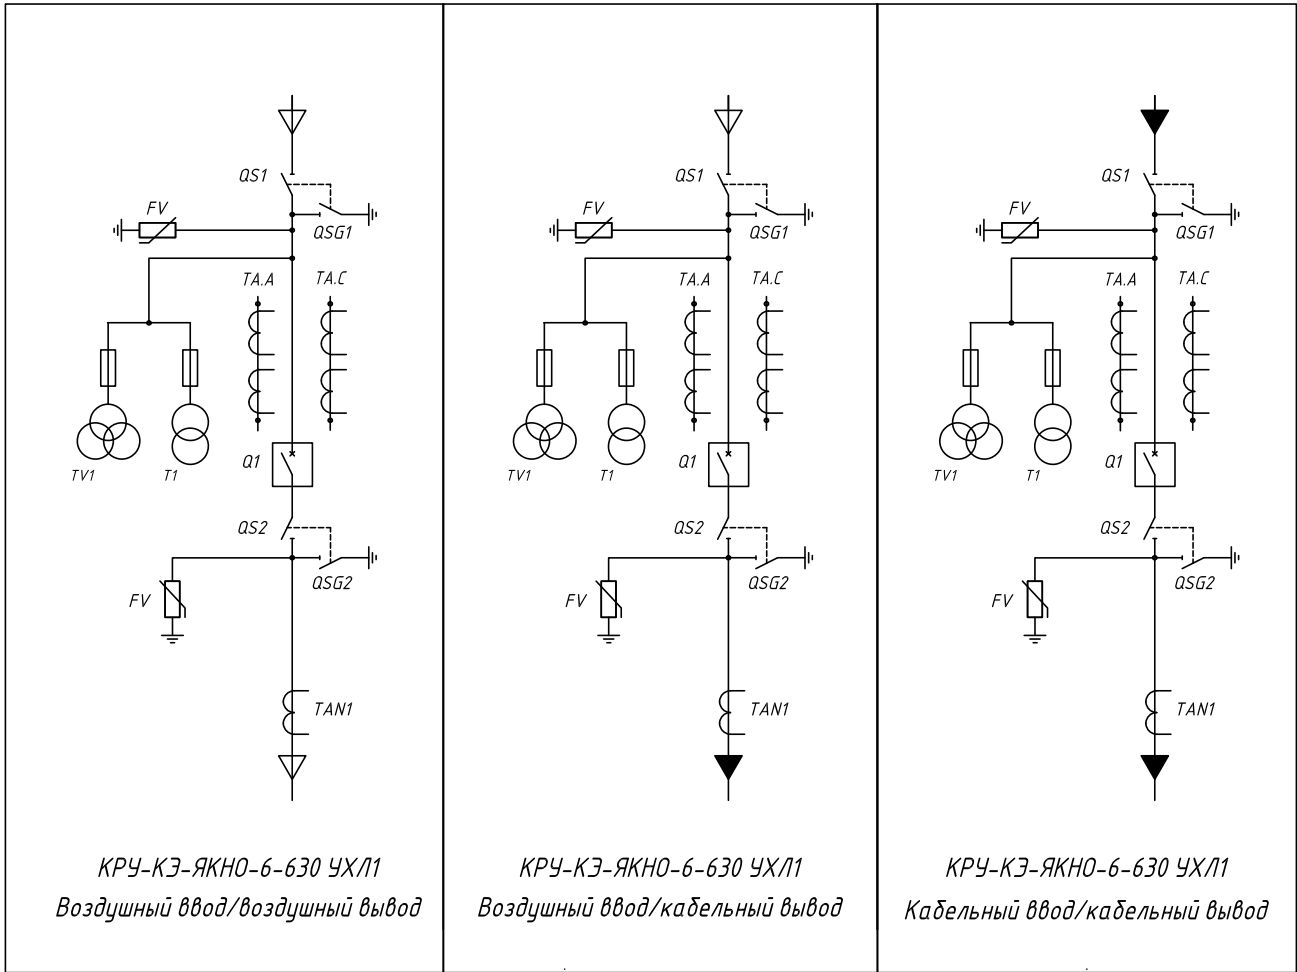 QS1
FV
QSG1
TA.A
TA.C
TV1
T1
Q1
QS2
QSG2
FV
TAN1
КРУ-КЭ-ЯКНО-6-630 УХЛ1
Воздушный ввод/воздушный вывод
QS1
FV
QSG1
TA.A
TA.C
TV1
T1
Q1
QS2
QSG2
FV
TAN1
КРУ-КЭ-ЯКНО-6-630 УХЛ1
Воздушный ввод/кабельный вывод
QS1
FV
QSG1
TA.A
TA.C
TV1
T1
Q1
QS2
QSG2
FV
TAN1
КРУ-КЭ-ЯКНО-6-630 УХЛ1
Кабельный ввод/кабельный вывод